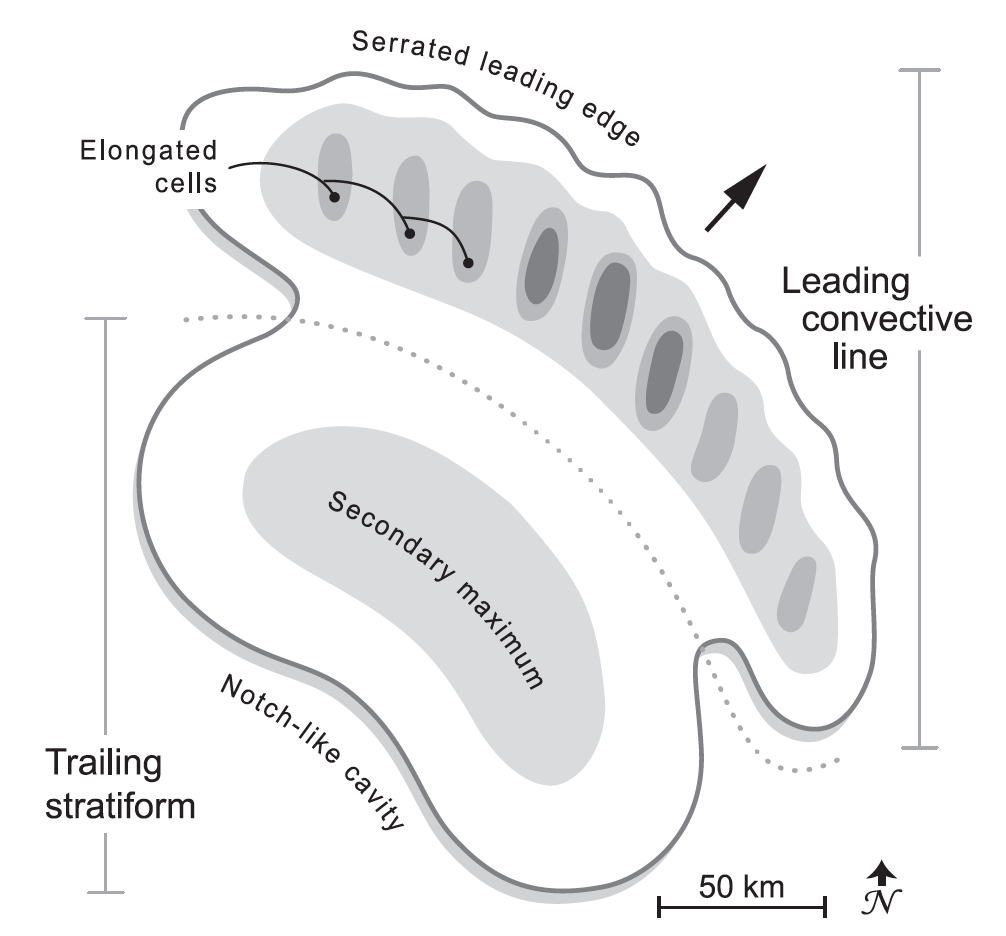 Serrated leading edge
Elongated
cells
Leading
convective
line
Secondary maximum
Notch-like cavity
Trailing
stratiform
50 km
N